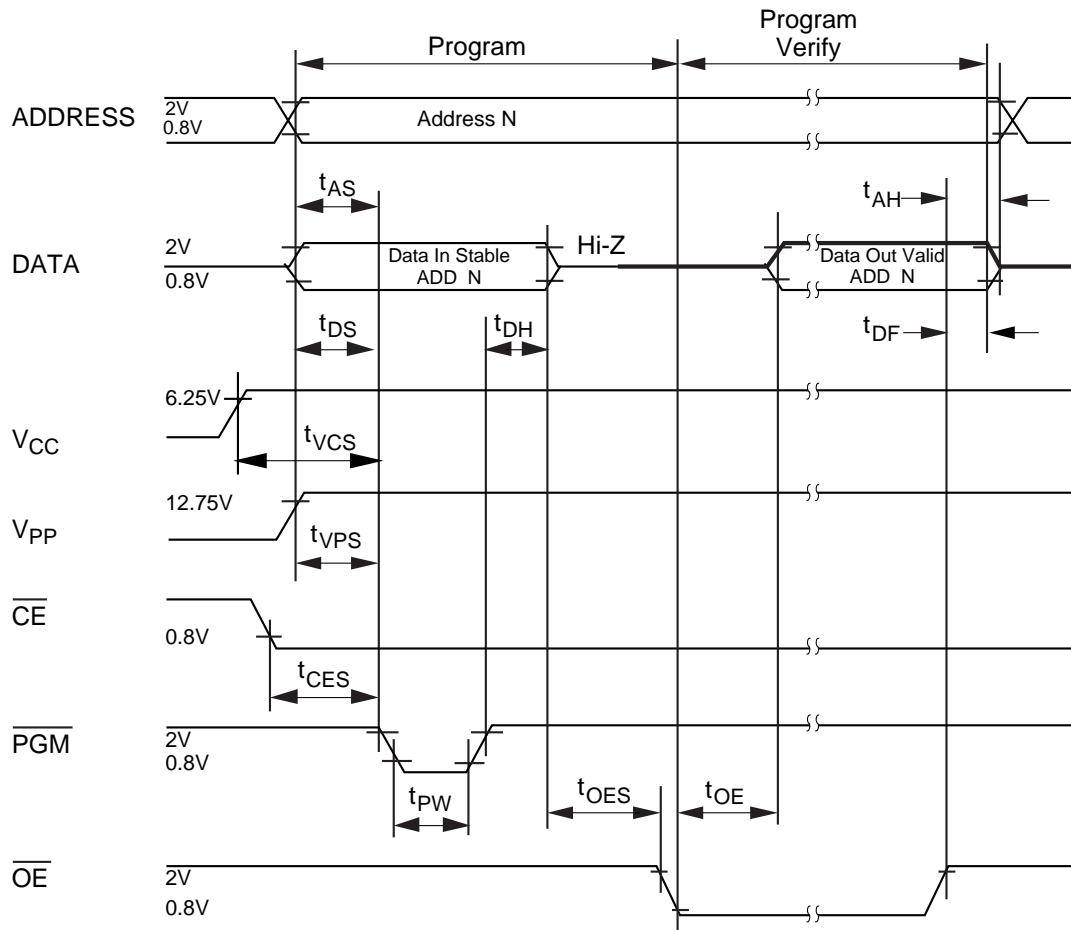 Program
Program
Verify
ADDRESS
2V
0.8V
Address N
tAS
tAH
DATA
2V
0.8V
Data In Stable
ADD N
Hi-Z
Data Out Valid
ADD N
tDS
tDH
tDF
VCC
6.25V
tVCS
VPP
12.75V
tVPS
CE
0.8V
tCES
PGM
2V
0.8V
tPW
tOES
tOE
OE
2V
0.8V